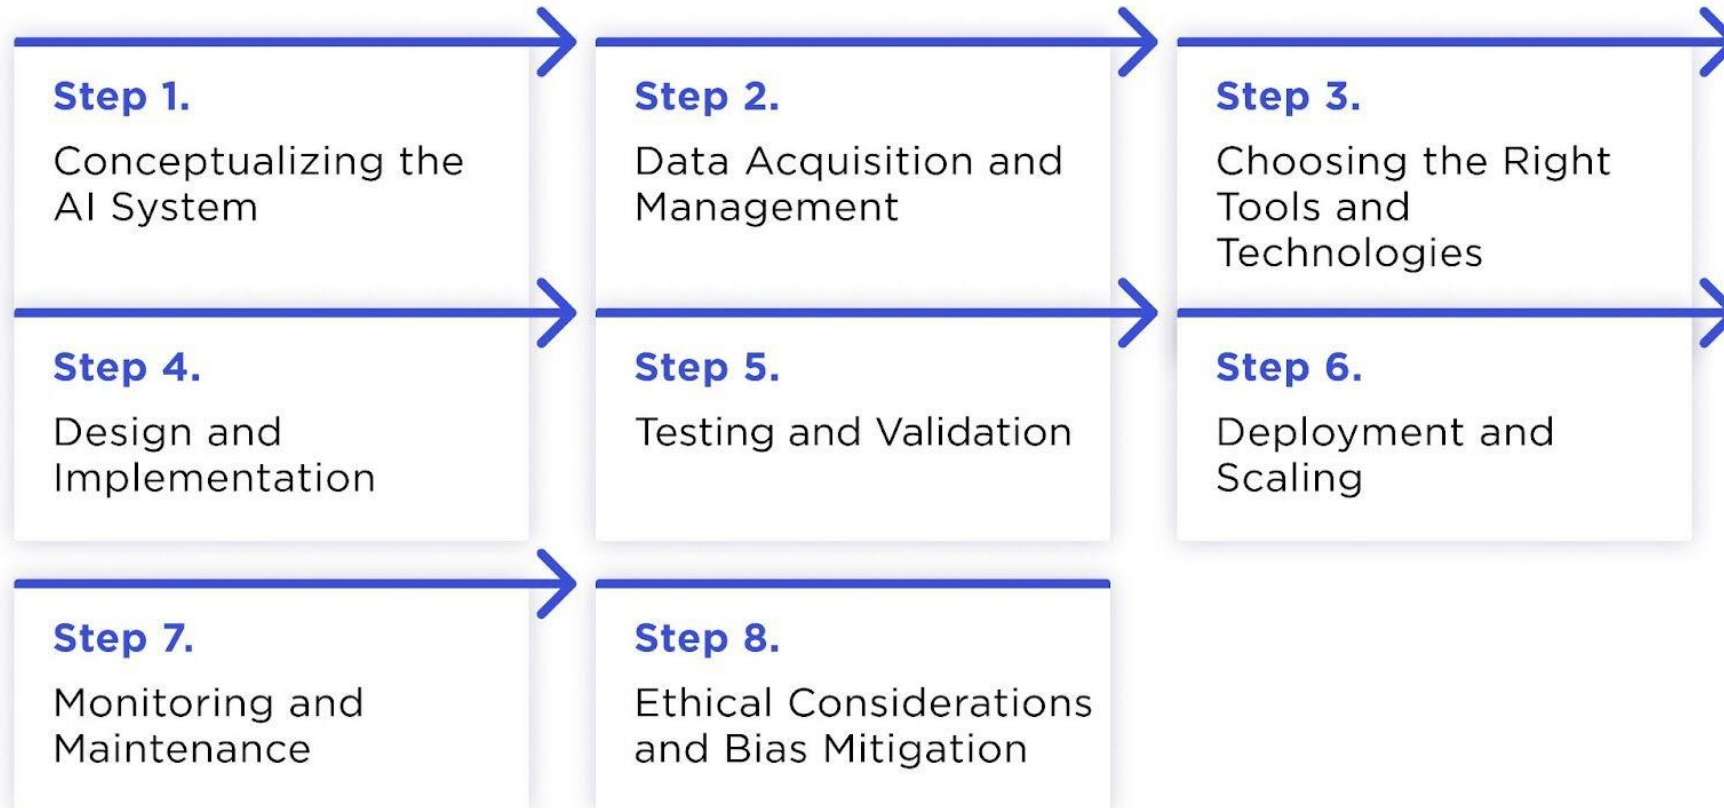 Step 1.
Conceptualizing the
AI System
Step 2.
Data Acquisition and
Management
Step 3.
Choosing the Right
Tools and
Technologies
Step 4.
Design and
Implementation
Step 5.
Testing and Validation
Step 6.
Deployment and
Scaling
Step 7.
Monitoring and
Maintenance
Step 8.
Ethical Considerations
and Bias Mitigation